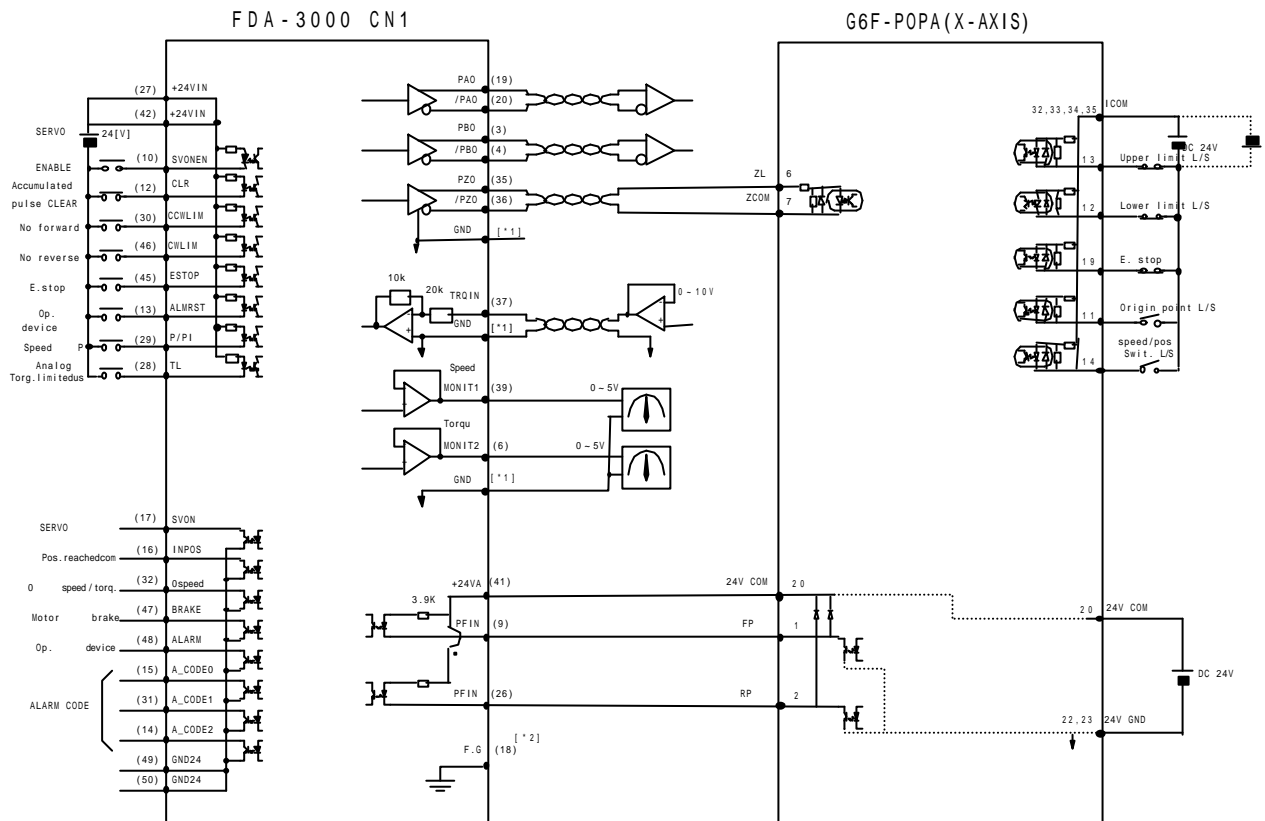 FDA-3000 CN1
G6F-POPA(X-AXIS)
(27) +24VIN
(42) +24VIN
SERVO
24[V]
ENABLE
(10) SVONEN
Accumulated
pulse CLEAR
(12) CLR
No forward
(30) CCWLIM
No reverse
(46) CWLIM
E.stop
(45) ESTOP
Op.
device
(13) ALMRST
Speed P
(29) P/PI
Analog
Torg.limitedus
(28) TL
PAO (19)
/PAO (20)
PBO (3)
/PBO (4)
PZO (35)
/PZO (36)
GND [*1]
10k
20k
TRQIN (37)
GND [*1]
0~10V
Speed
MONIT1 (39)
0~5V
Torqu
MONIT2 (6)
0~5V
GND [*1]
ZL 6
ZCOM 7
32,33,34,35 ICOM
DC 24V
13 Upper limit L/S
12 Lower limit L/S
19 E. stop
11 Origin point L/S
speed/pos
14 Swit. L/S
SERVO
(17) SVON
Pos.reachedcom
(16) INPOS
0 speed/torq.
(32) 0speed
Motor brake
(47) BRAKE
Op. device
(48) ALARM
(15) A_CODE0
(31) A_CODE1
ALARM CODE
(14) A_CODE2
(49) GND24
(50) GND24
+24VA (41)
3.9K
PFIN (9)
PFIN (26)
[*2]
F.G (18)
24V COM 20
FP 1
RP 2
20 24V COM
DC 24V
22,23 24V GND